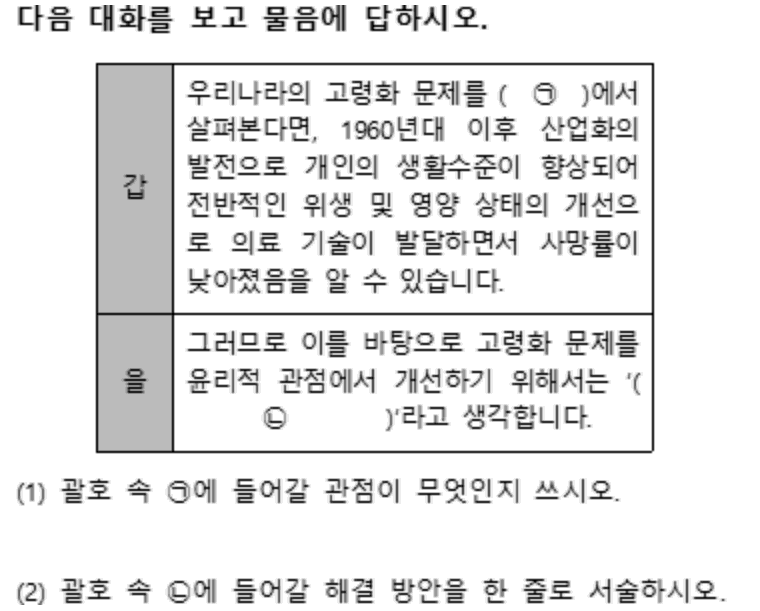 다음 대화를 보고 물음에 답하시오.
우리나라의 고령화 문제를 ( ㉠ )에서
살펴본다면, 1960년대 이후 산업화의
발전으로 개인의 생활수준이 향상되어
갑
전반적인 위생 및 영양 상태의 개선으
로 의료 기술이 발달하면서 사망률이
낮아졌음을 알 수 있습니다.
그러므로 이를 바탕으로 고령화 문제를
을
윤리적 관점에서 개선하기 위해서는 '(
㉡ )'라고 생각합니다.
(1) 괄호 속 ㉠에 들어갈 관점이 무엇인지 쓰시오.
(2) 괄호 속 ㉡에 들어갈 해결 방안을 한 줄로 서술하시오.